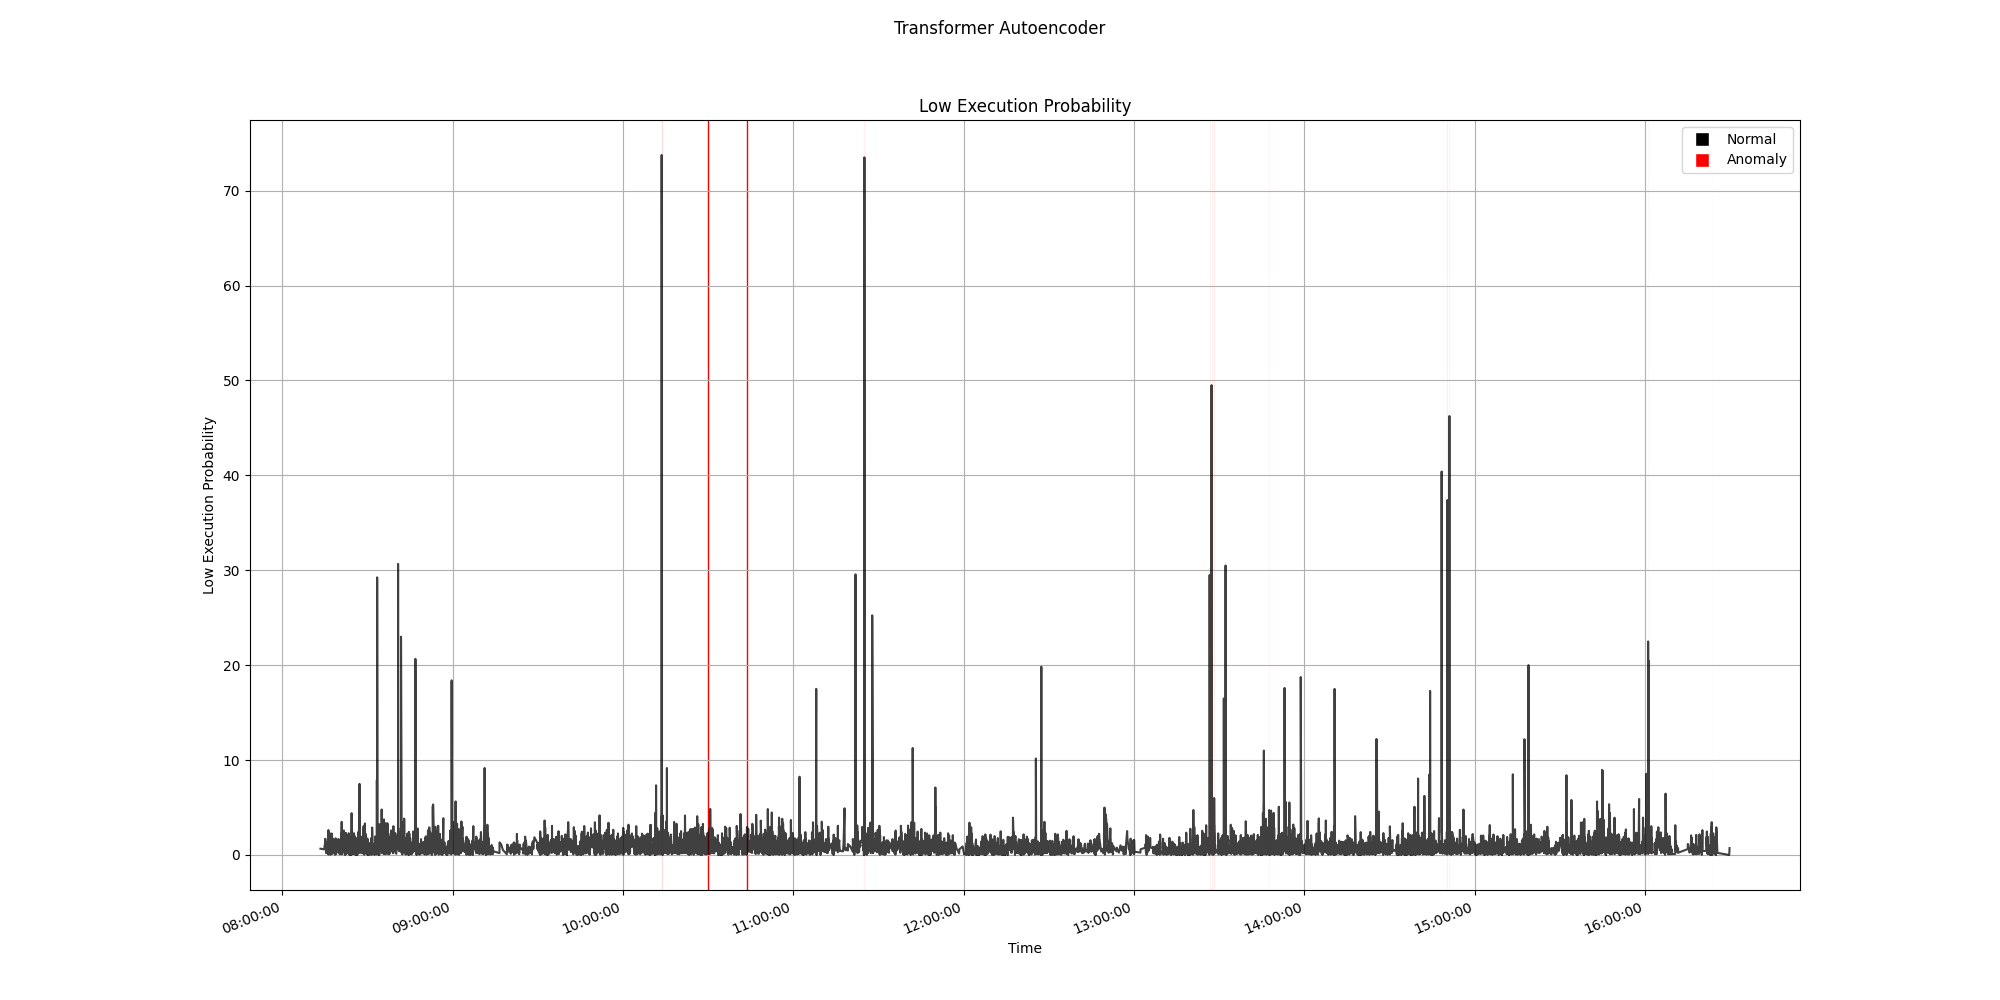 Transformer Autoencoder
Low Execution Probability
Normal
Anomaly
Low Execution Probability
70
60
50
40
30
20
10
0
08:00:00
09:00:00
10:00:00
11:00:00
12:00:00
13:00:00
14:00:00
15:00:00
16:00:00
Time